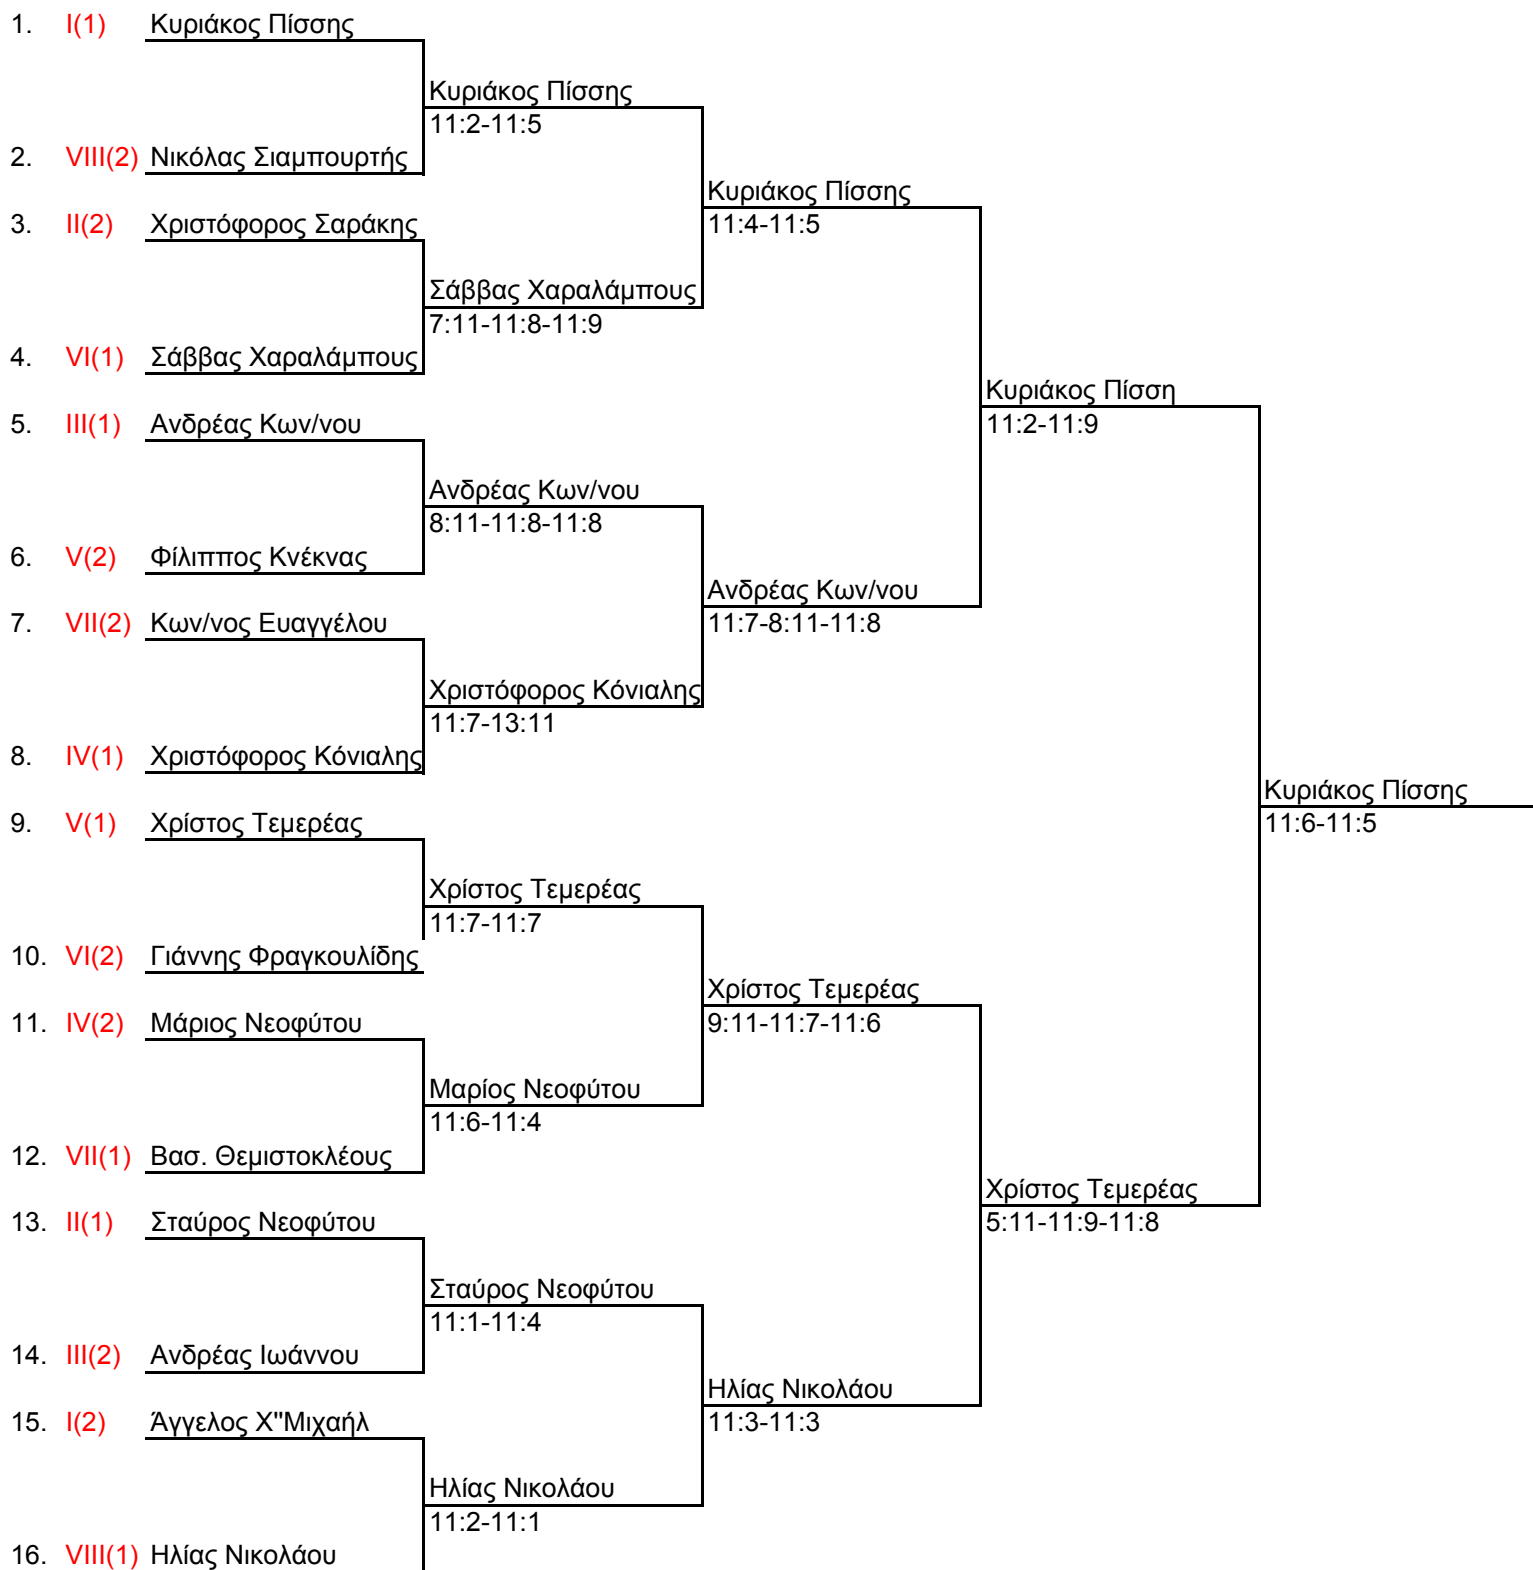 1. I(1) Κυριάκος Πίσσης
Κυριάκος Πίσσης
11:2-11:5
2. VIII(2) Νικόλας Σιαμπουρτής
Κυριάκος Πίσσης
3. II(2) Χριστόφορος Σαράκης
11:4-11:5
Σάββας Χαραλάμπους
7:11-11:8-11:9
4. VI(1) Σάββας Χαραλάμπους
Κυριάκος Πίσση
5. III(1) Ανδρέας Κων/νου
11:2-11:9
Ανδρέας Κων/νου
8:11-11:8-11:8
6. V(2) Φίλιππος Κνέκνας
Ανδρέας Κων/νου
7. VII(2) Κων/νος Ευαγγέλου
11:7-8:11-11:8
Χριστόφορος Κόνιαλης
11:7-13:11
8. IV(1) Χριστόφορος Κόνιαλης
Κυριάκος Πίσσης
9. V(1) Χρίστος Τεμερέας
11:6-11:5
Χρίστος Τεμερέας
11:7-11:7
10. VI(2) Γιάννης Φραγκουλίδης
Χρίστος Τεμερέας
11. IV(2) Μάριος Νεοφύτου
9:11-11:7-11:6
Μαρίος Νεοφύτου
11:6-11:4
12. VII(1) Βασ. Θεμιστοκλέους
Χρίστος Τεμερέας
13. II(1) Σταύρος Νεοφύτου
5:11-11:9-11:8
Σταύρος Νεοφύτου
11:1-11:4
14. III(2) Ανδρέας Ιωάννου
Ηλίας Νικολάου
15. I(2) Άγγελος Χ"Μιχαήλ
11:3-11:3
Ηλίας Νικολάου
11:2-11:1
16. VIII(1) Ηλίας Νικολάου